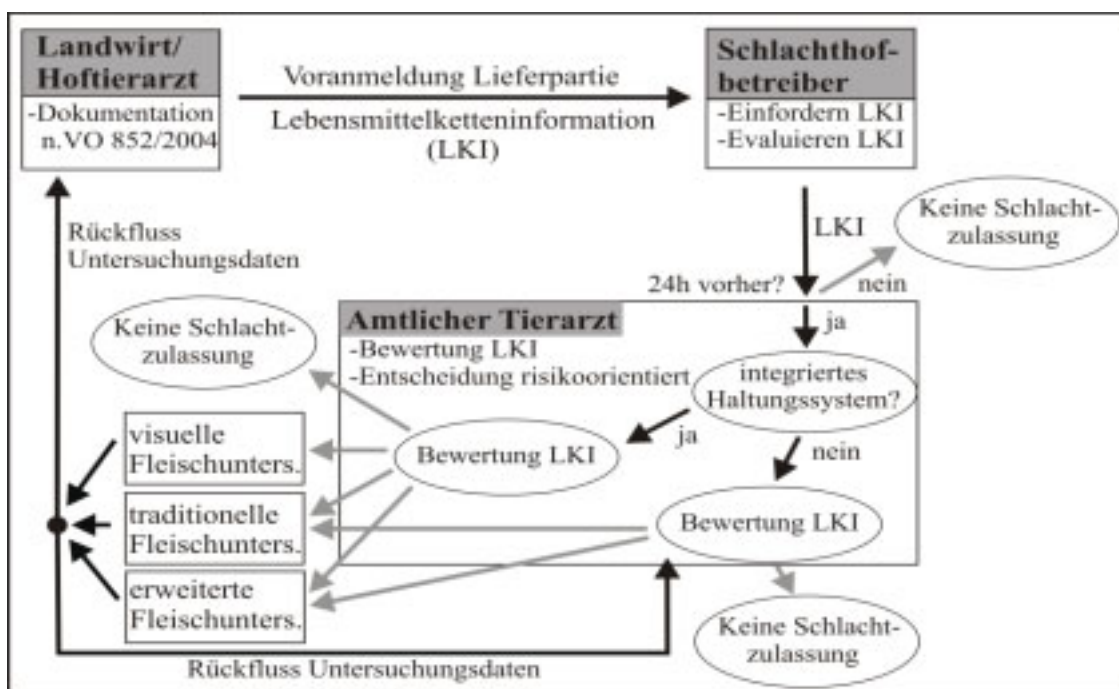 Landwirt/
Hoftierarzt
-Dokumentation
n.VO 852/2004
Voranmeldung Lieferpartie
Lebensmittelketteninformation
(LKI)
Schlachthof-
betreiber
-Einfordern LKI
-Evaluieren LKI
LKI
Keine Schlacht-
zulassung
24h vorher?
nein
ja
Rückfluss
Untersuchungsdaten
Keine Schlacht-
zulassung
Amtlicher Tierarzt
-Bewertung LKI
-Entscheidung risikoorientiert
integriertes
Haltungssystem?
ja
nein
Bewertung LKI
Bewertung LKI
visuelle
Fleischunters.
traditionelle
Fleischunters.
erweiterte
Fleischunters.
Keine Schlacht-
zulassung
Rückfluss Untersuchungsdaten